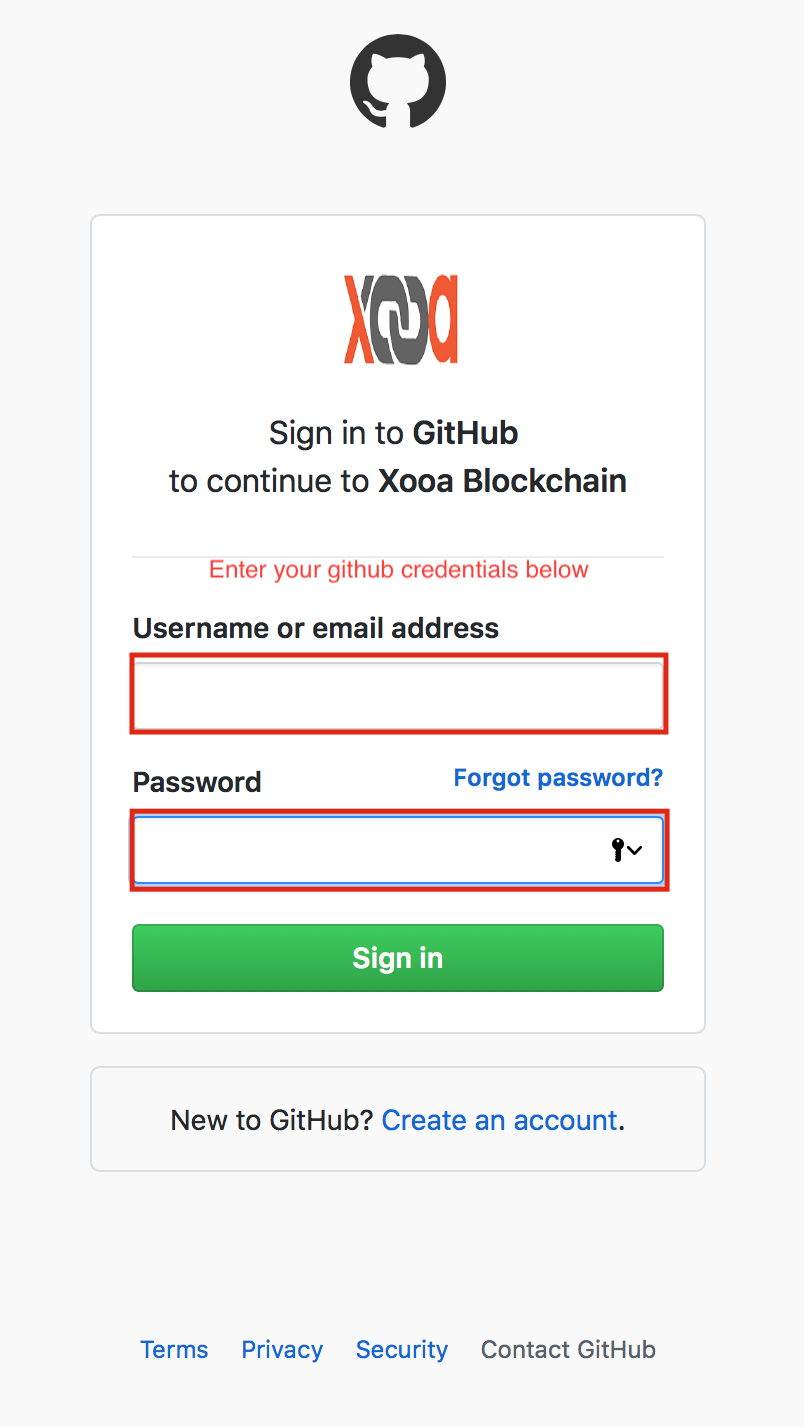 xooa
Sign in to GitHub
to continue to Xooa Blockchain
Enter your github credentials below
Username or email address
Password
Forgot password?
Sign in
New to GitHub? Create an account.
Terms
Privacy
Security
Contact GitHub